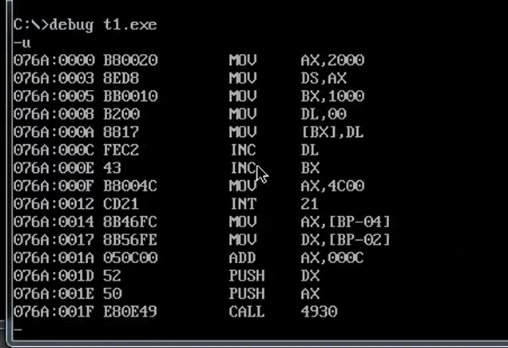 C:\>debug t1.exe
-u
076A:0000 B80020 MOV AX,2000
076A:0003 8ED8 MOV DS,AX
076A:0005 BB0010 MOV BX,1000
076A:0008 B200 MOV DL,00
076A:000A 8817 MOV [BX],DL
076A:000C FEC2 INC DL
076A:000E 43 INC BX
076A:000F B8004C MOV AX,4C00
076A:0012 CD21 INT 21
076A:0014 8B46FC MOV AX,[BP-04]
076A:0017 8B56FE MOV DX,[BP-02]
076A:001A 050C00 ADD AX,000C
076A:001D 52 PUSH DX
076A:001E 50 PUSH AX
076A:001F E80E49 CALL 4930
-